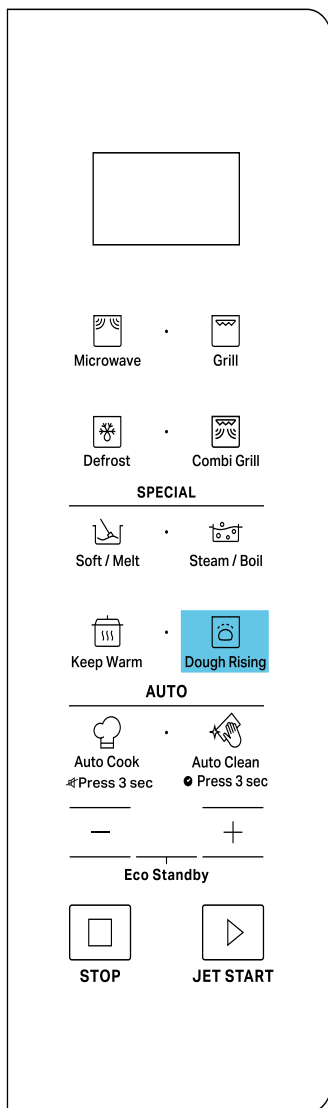 Microwave
Grill
Defrost
Combi Grill
SPECIAL
Soft / Melt
Steam / Boil
Keep Warm
Dough Rising
AUTO
Auto Cook
Auto Clean
Press 3 sec
Press 3 sec
Eco Standby
STOP
JET START